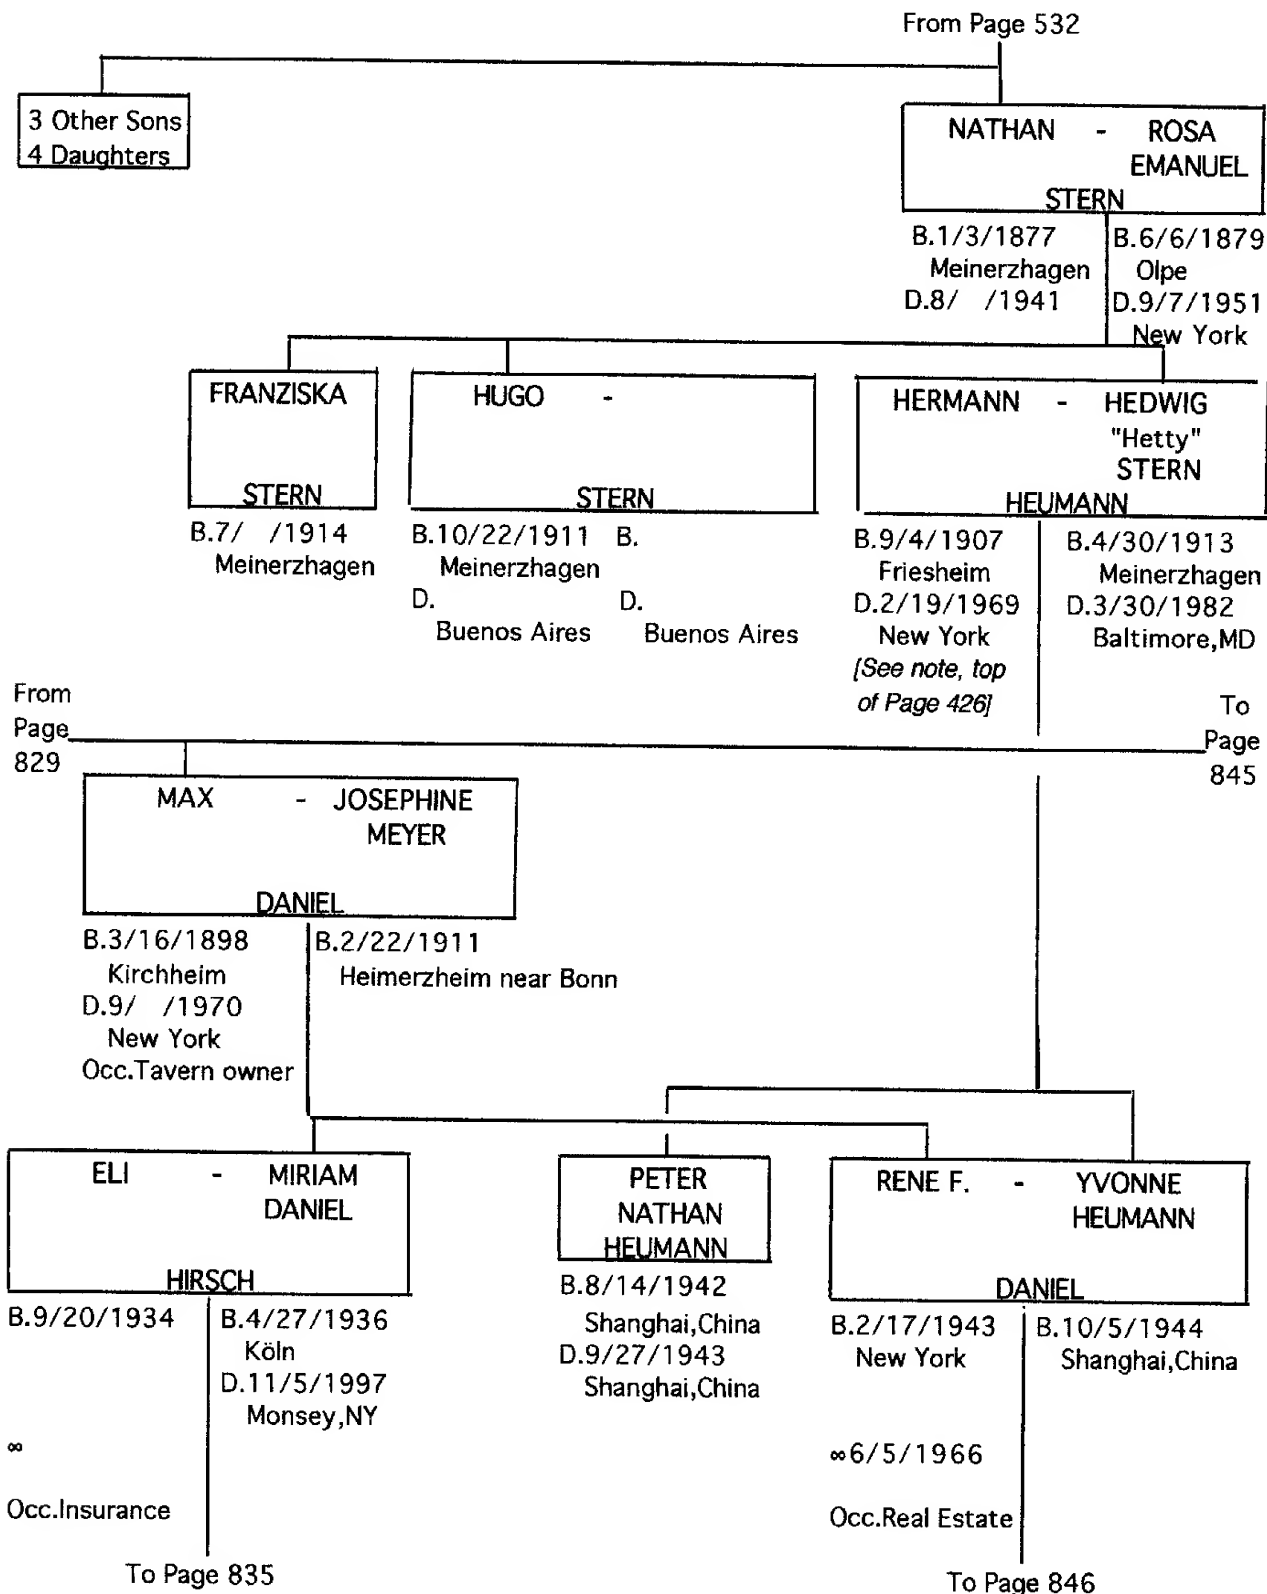 From Page 532
3 Other Sons
4 Daughters
NATHAN - ROSA
EMANUEL
STERN
B.1/3/1877
Meinerzhagen
D.8/ /1941
B.6/6/1879
Olpe
D.9/7/1951
New York
FRANZISKA
STERN
B.7/ /1914
Meinerzhagen
HUGO -
STERN
B.10/22/1911
Meinerzhagen
D.
Buenos Aires
B.
D.
Buenos Aires
HERMANN - HEDWIG
"Hetty"
STERN
HEUMANN
B.9/4/1907
Friesheim
D.2/19/1969
New York
[See note, top
of Page 426]
B.4/30/1913
Meinerzhagen
D.3/30/1982
Baltimore,MD
From
Page
829
To
Page
845
MAX - JOSEPHINE
MEYER
DANIEL
B.3/16/1898
Kirchheim
D.9/ /1970
New York
Occ.Tavern owner
B.2/22/1911
Heimerzheim near Bonn
ELI - MIRIAM
DANIEL
HIRSCH
B.9/20/1934
B.4/27/1936
Köln
D.11/5/1997
Monsey,NY
∞
Occ.Insurance
To Page 835
PETER
NATHAN
HEUMANN
B.8/14/1942
Shanghai,China
D.9/27/1943
Shanghai,China
RENE F. - YVONNE
HEUMANN
DANIEL
B.2/17/1943
New York
B.10/5/1944
Shanghai,China
∞6/5/1966
Occ.Real Estate
To Page 846